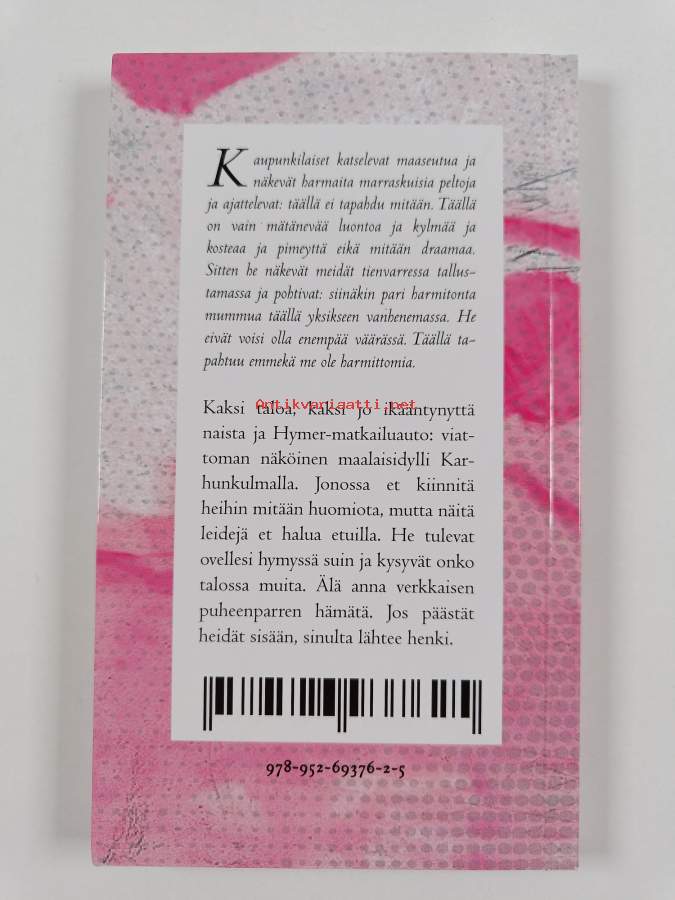 Kaupunkilaiset katselevat maaseutua ja
näkevät harmaita marraskuisia peltoja
ja ajattelevat: täällä ei tapahdu mitään. Täällä
on vain mätänevää luontoa ja kylmää ja
kosteaa ja pimeyttä eikä mitään draamaa.
Sitten he näkevät meidät tienvarressa tallus-
tamassa ja pohtivat: siinäkin pari harmitonta
mummua täällä yksikseen vanhenemassa. He
eivät voisi olla enempää väärässä. Täällä ta-
pahtuu emmekä me ole harmittomia.
Antikvariaatti.net
Kaksi taloa, kaksi jo ikääntynyttä
naista ja Hymer-matkailuauto: viat-
toman näköinen maalaisidylli Kar-
hunkulmalla. Jonossa et kiinnitä
heihin mitään huomiota, mutta näitä
leidejä et halua etuilla. He tulevat
ovellesi hymyssä suin ja kysyvät onko
talossa muita. Älä anna verkkaisen
puheenparren hämätä. Jos päästät
heidät sisään, sinulta lähtee henki.
978-952-69376-2-5